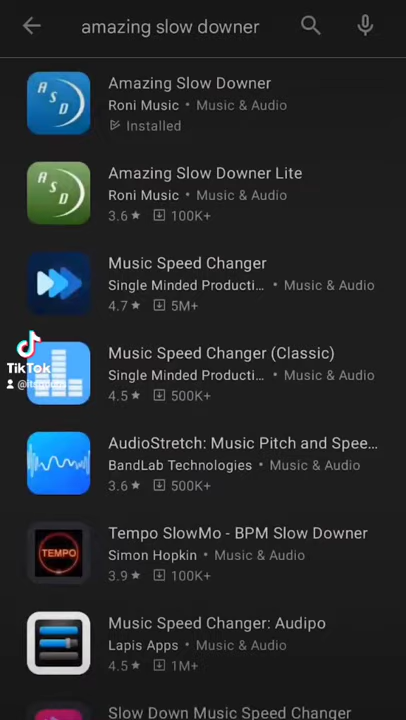 amazing slow downer
ASD
Amazing Slow Downer
Roni Music • Music & Audio
Installed
ASD
Amazing Slow Downer Lite
Roni Music • Music & Audio
3.6★ 100K+
Music Speed Changer
Single Minded Producti... • Music & Audio
4.7★ 5M+
TikTok
Music Speed Changer (Classic)
Single Minded Producti... • Music & Audio
4.5★ 500K+
AudioStretch: Music Pitch and Spee...
BandLab Technologies • Music & Audio
3.6★ 500K+
TEMPO
Tempo SlowMo - BPM Slow Downer
Simon Hopkin • Music & Audio
3.9★ 100K+
Music Speed Changer: Audipo
Lapis Apps • Music & Audio
4.5★ 1M+
Slow Down Music Speed Changer